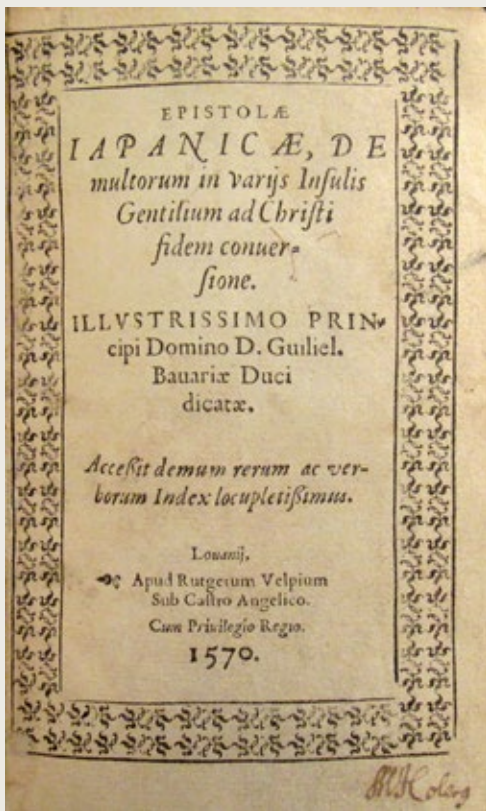 EPISTOLÆ
IAPANICÆ, DE
multorum in varijs Insulis
Gentilium ad Christi
fidem conuer-
sione.
ILLVSTRISSIMO PRIN-
cipi Domino D. Guiliel.
Bauariæ Duci
dicatæ.
Accessit demum rerum ac ver-
borum Index locupletissimus.
Louanij,
Apud Rutgerum Velpium
Sub Castro Angelico.
Cum Priuilegio Regio.
1570.